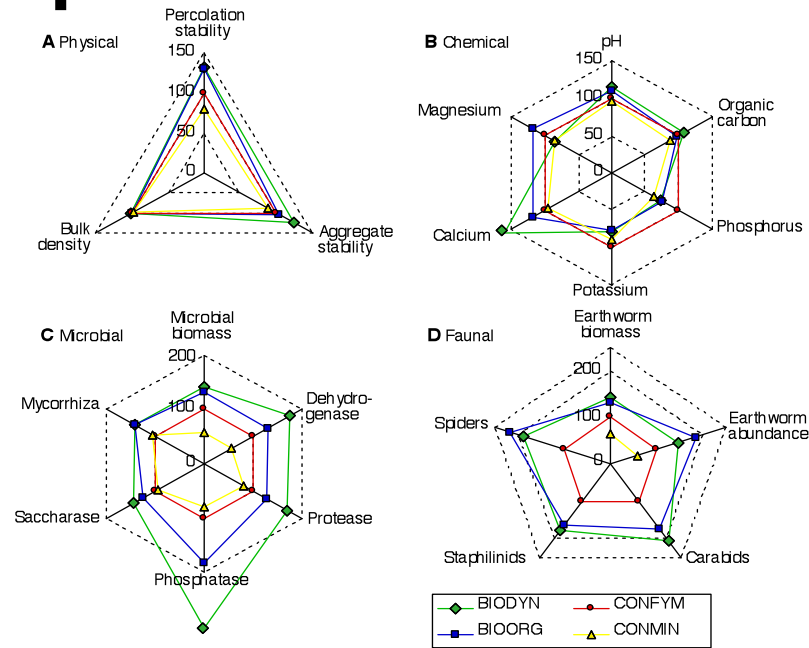 A Physical
Percolation
stability
150
100
50
0
Bulk
density
Aggregate
stability
B Chemical
pH
150
100
50
0
Magnesium
Organic
carbon
Calcium
Phosphorus
Potassium
C Microbial
Microbial
biomass
200
100
0
Mycorrhiza
Dehydro-
genase
Saccharase
Protease
Phosphatase
D Faunal
Earthworm
biomass
200
100
0
Spiders
Earthworm
abundance
Staphilinids
Carabids
BIODYN
CONFYM
BIOORG
CONMIN